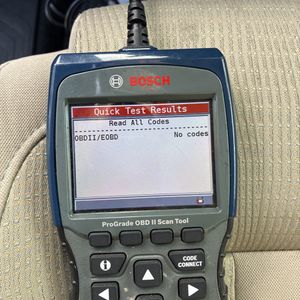 BOSCH
Quick Test Results
Read All Codes
OBDII/EOBD No codes
ProGrade OBD II Scan Tool
CODE
CONNECT
i